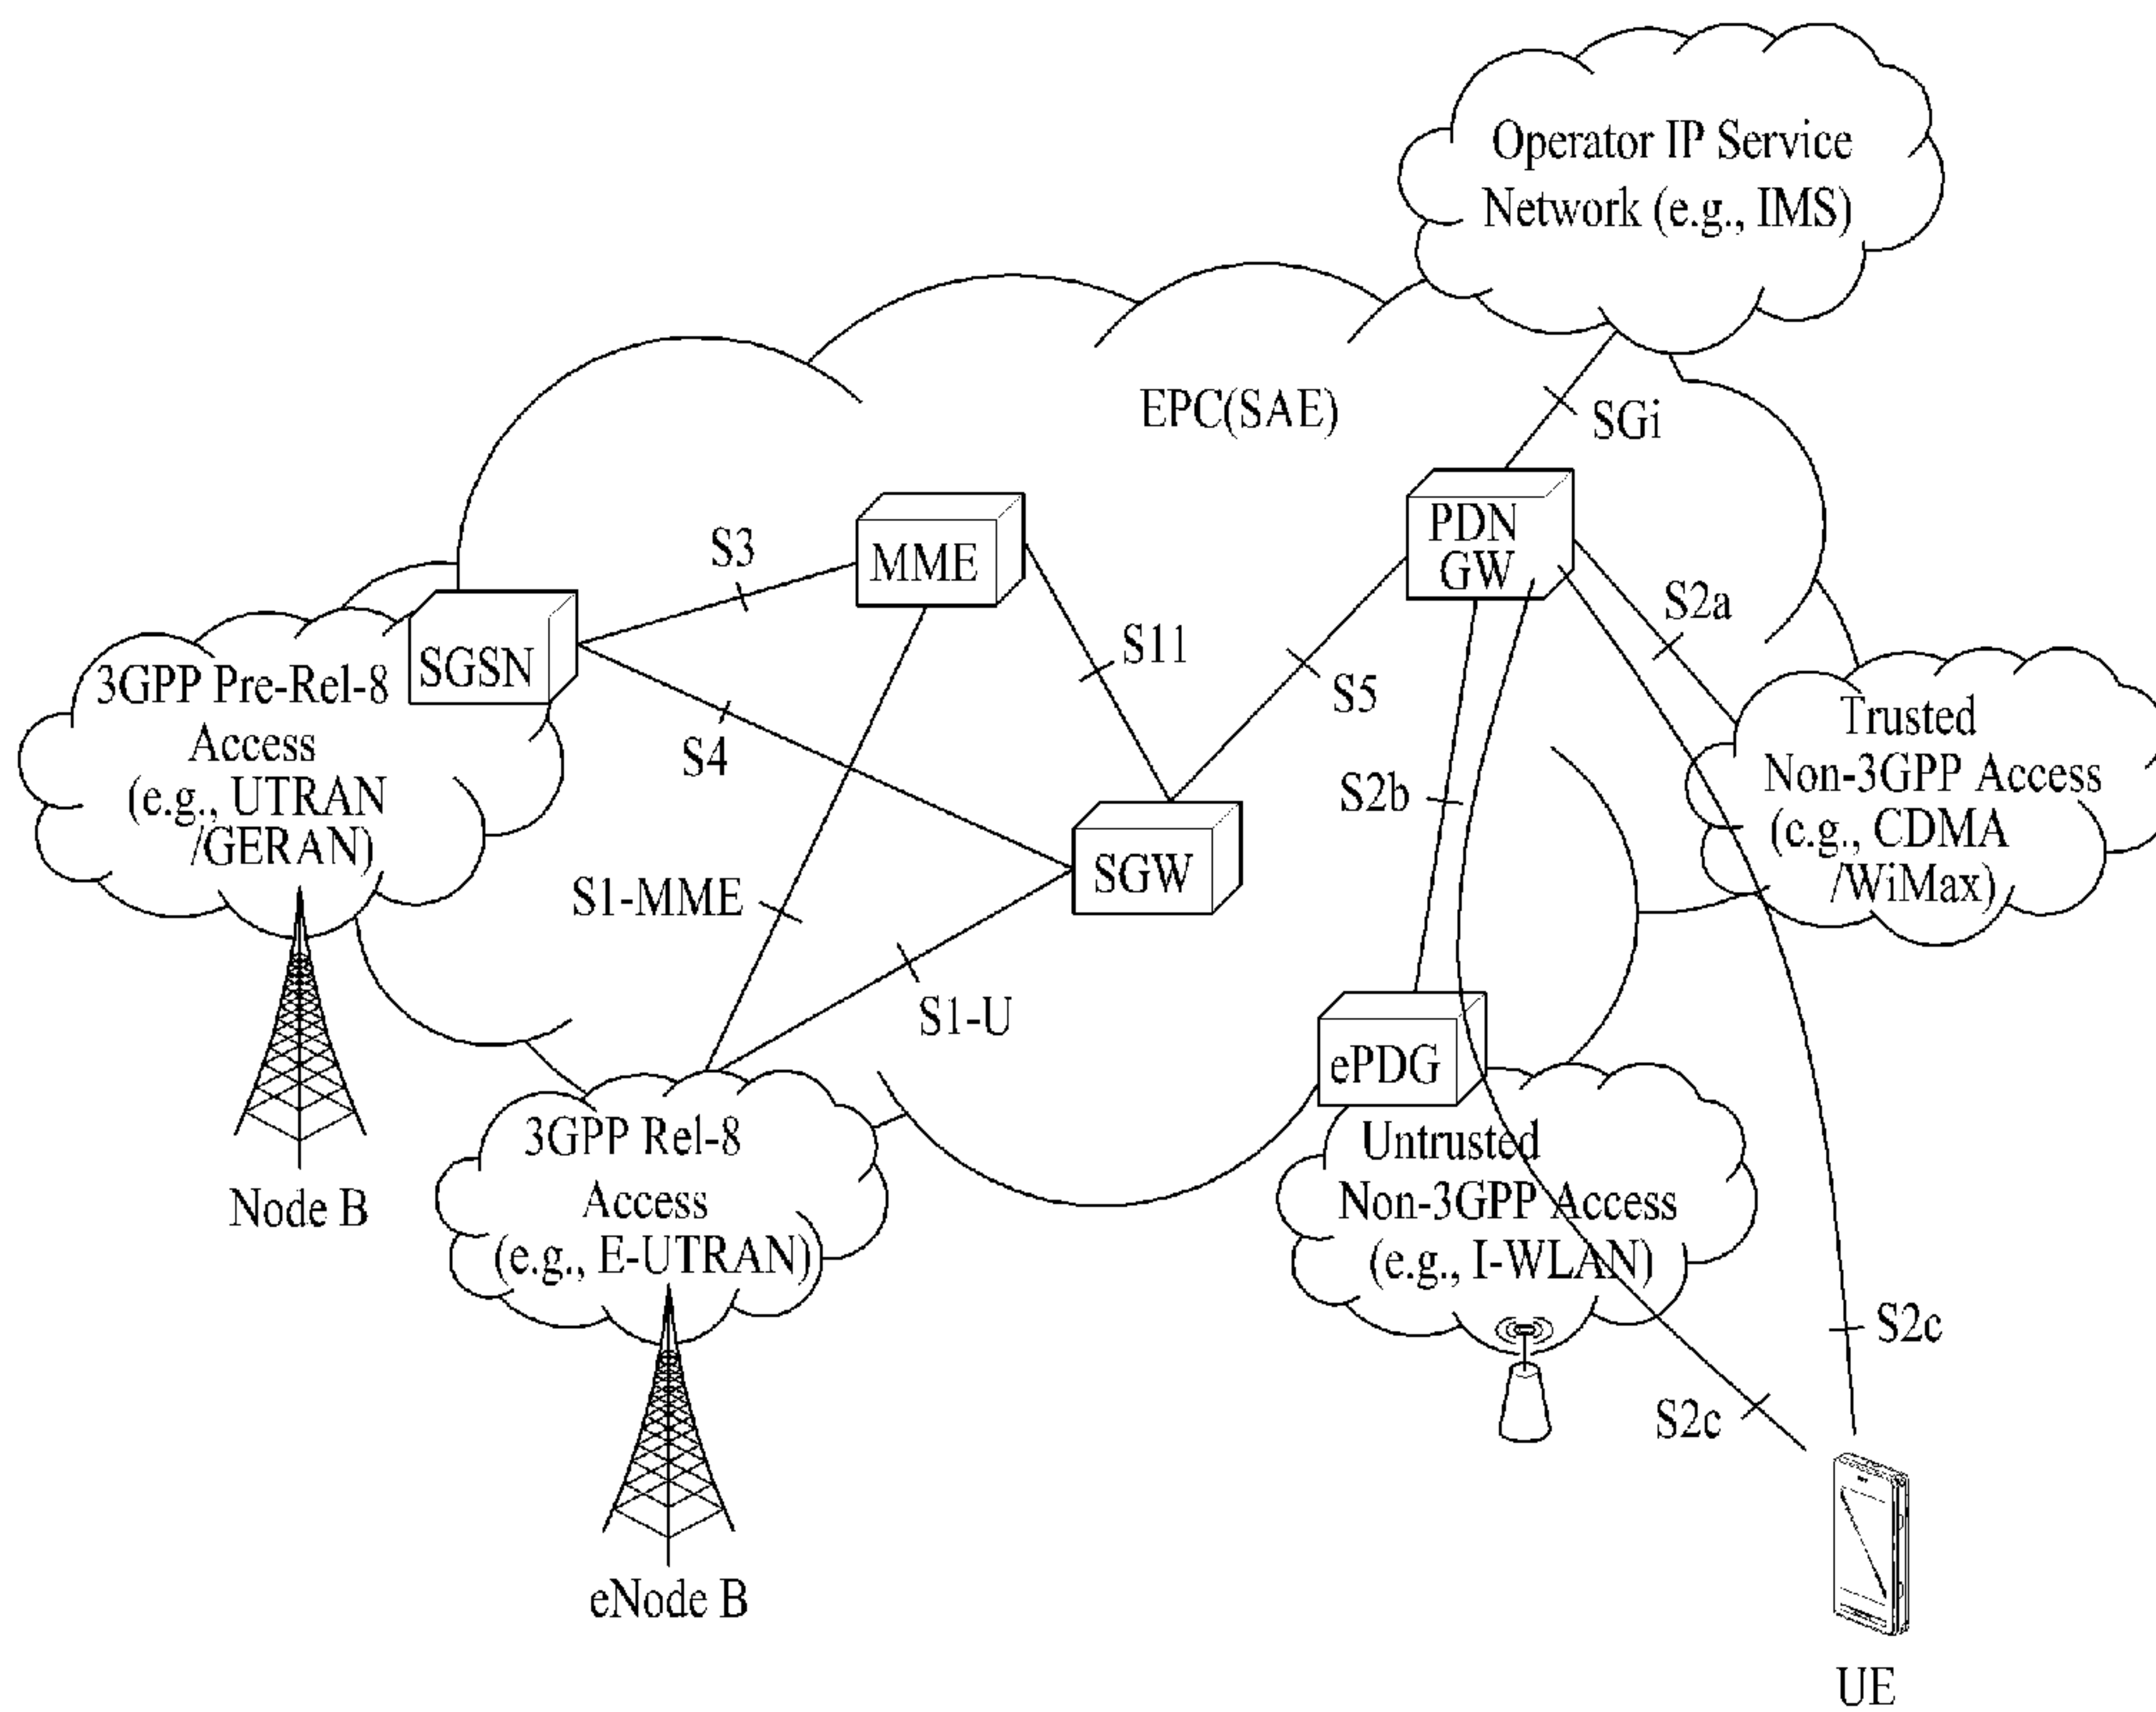 Operator IP Service
Network (e.g., IMS)
EPC(SAE)
SGi
PDN
GW
MME
S3
S2a
SGSN
S11
S5
3GPP Pre-Rel-8
Access
(e.g., UTRAN
/GERAN)
S4
Trusted
Non-3GPP Access
(c.g., CDMA
/WiMax)
S2b
SGW
S1-MME
S1-U
ePDG
3GPP Rel-8
Access
(e.g., E-UTRAN)
Untrusted
Non-3GPP Access
(e.g., I-WLAN)
Node B
S2c
S2c
eNode B
UE